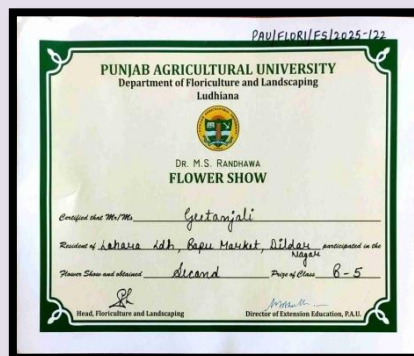 PAU/FLORI/FS/2025-122
PUNJAB AGRICULTURAL UNIVERSITY
Department of Floriculture and Landscaping
Ludhiana
DR. M.S. RANDHAWA
FLOWER SHOW
Certified that Mr/Ms Geetanjali
Resident of Lohara Ldh, Bapu Market, Dildar Nagar participated in the
Flower Show and obtained Second Prize of Class B-5
Head, Floriculture and Landscaping Director of Extension Education, P.A.U.